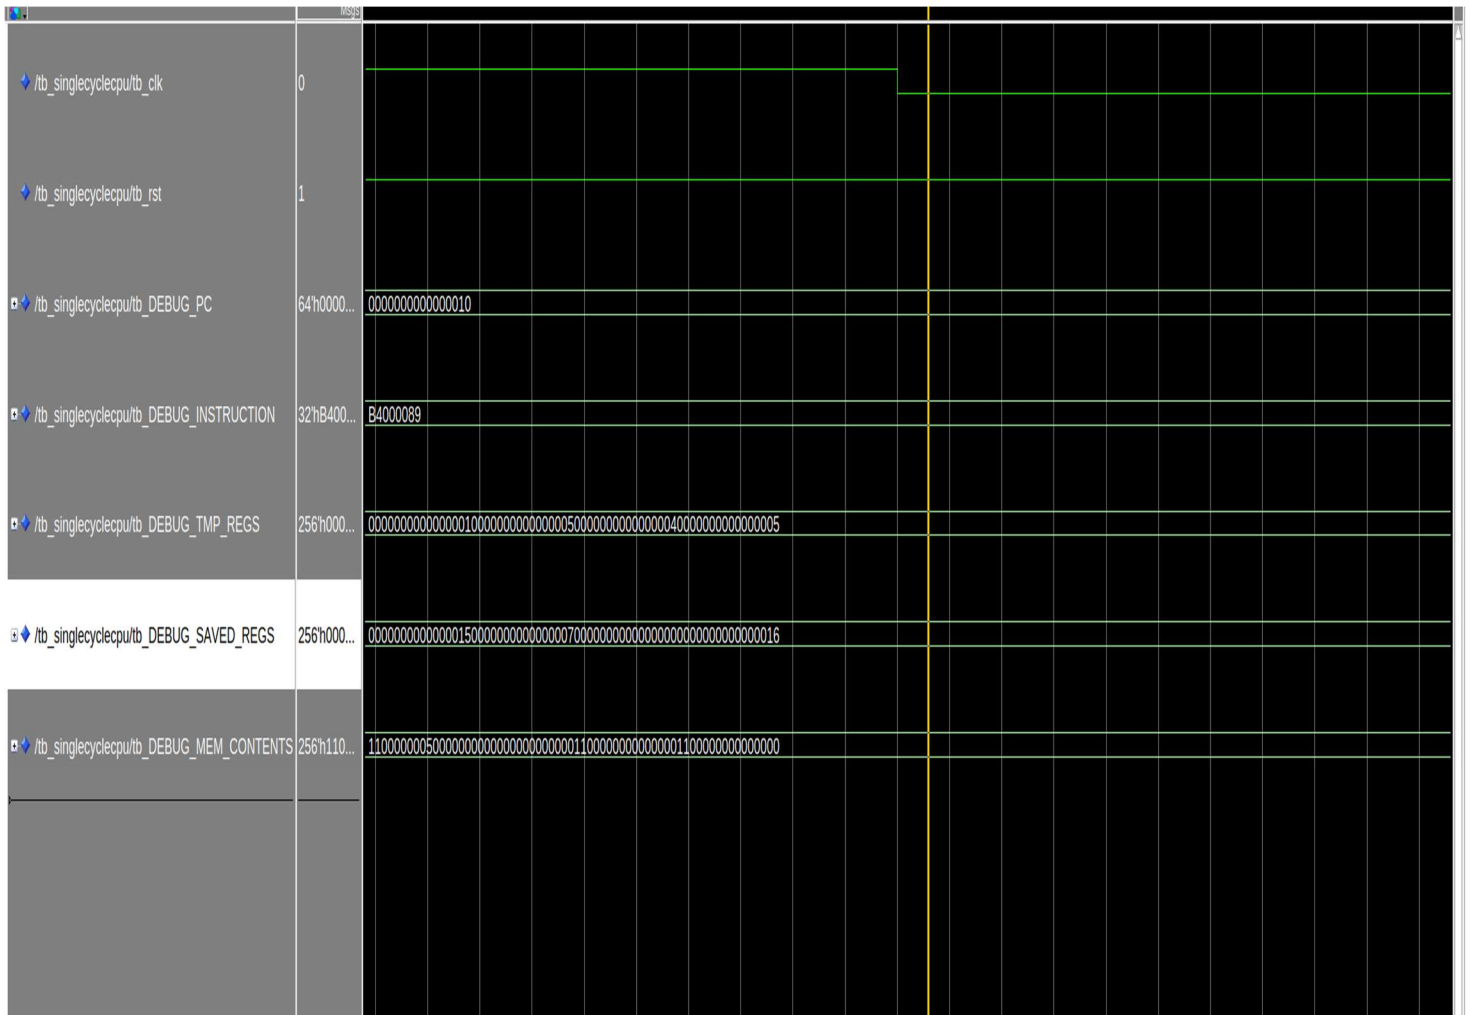 Msgs
/tb_singlecyclecpu/tb_clk 0
/tb_singlecyclecpu/tb_rst 1
/tb_singlecyclecpu/tb_DEBUG_PC 64'h0000... 0000000000000010
/tb_singlecyclecpu/tb_DEBUG_INSTRUCTION 32'hB400... B4000089
/tb_singlecyclecpu/tb_DEBUG_TMP_REGS 256'h000... 0000000000000001000000000000000500000000000000040000000000000005
/tb_singlecyclecpu/tb_DEBUG_SAVED_REGS 256'h000... 0000000000000015000000000000000700000000000000000000000000000016
/tb_singlecyclecpu/tb_DEBUG_MEM_CONTENTS 256'h110... 1100000005000000000000000000000011000000000000001100000000000000